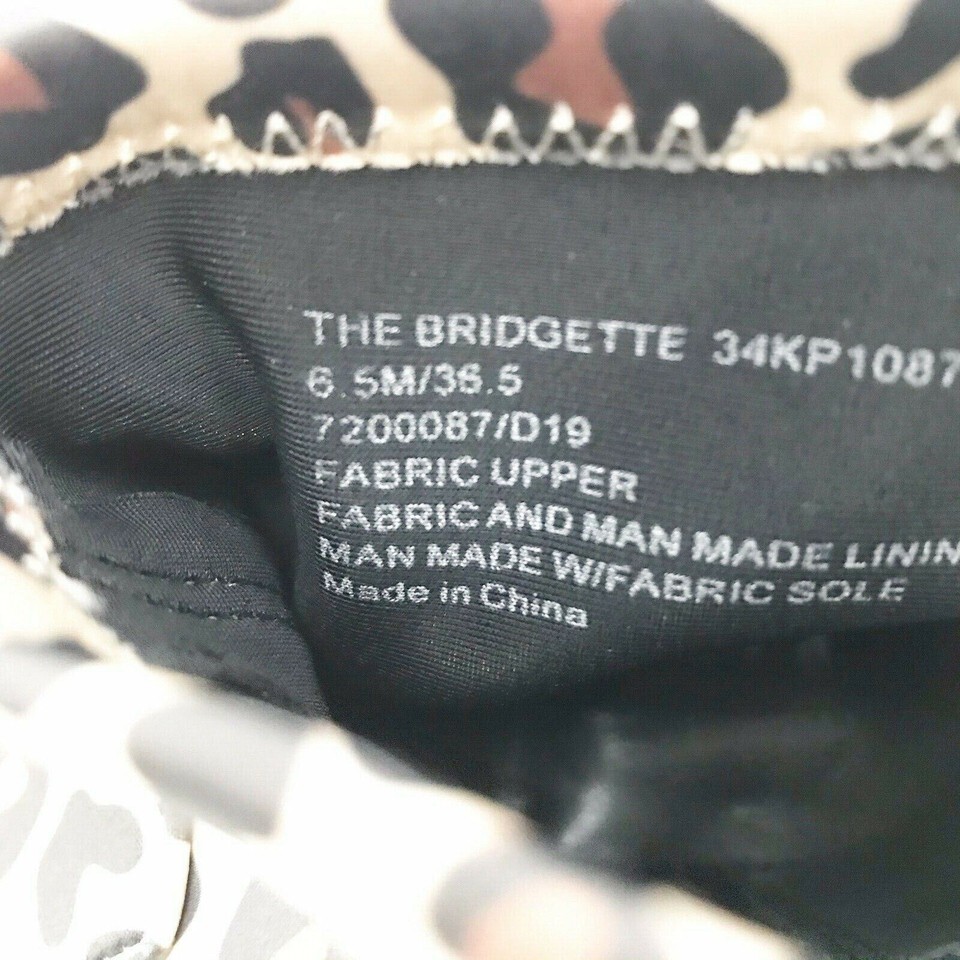 THE BRIDGETTE 34KP1087
6.5M/36.5
7200087/D19
FABRIC UPPER
FABRIC AND MAN MADE LININ
MAN MADE W/FABRIC SOLE
Made in China